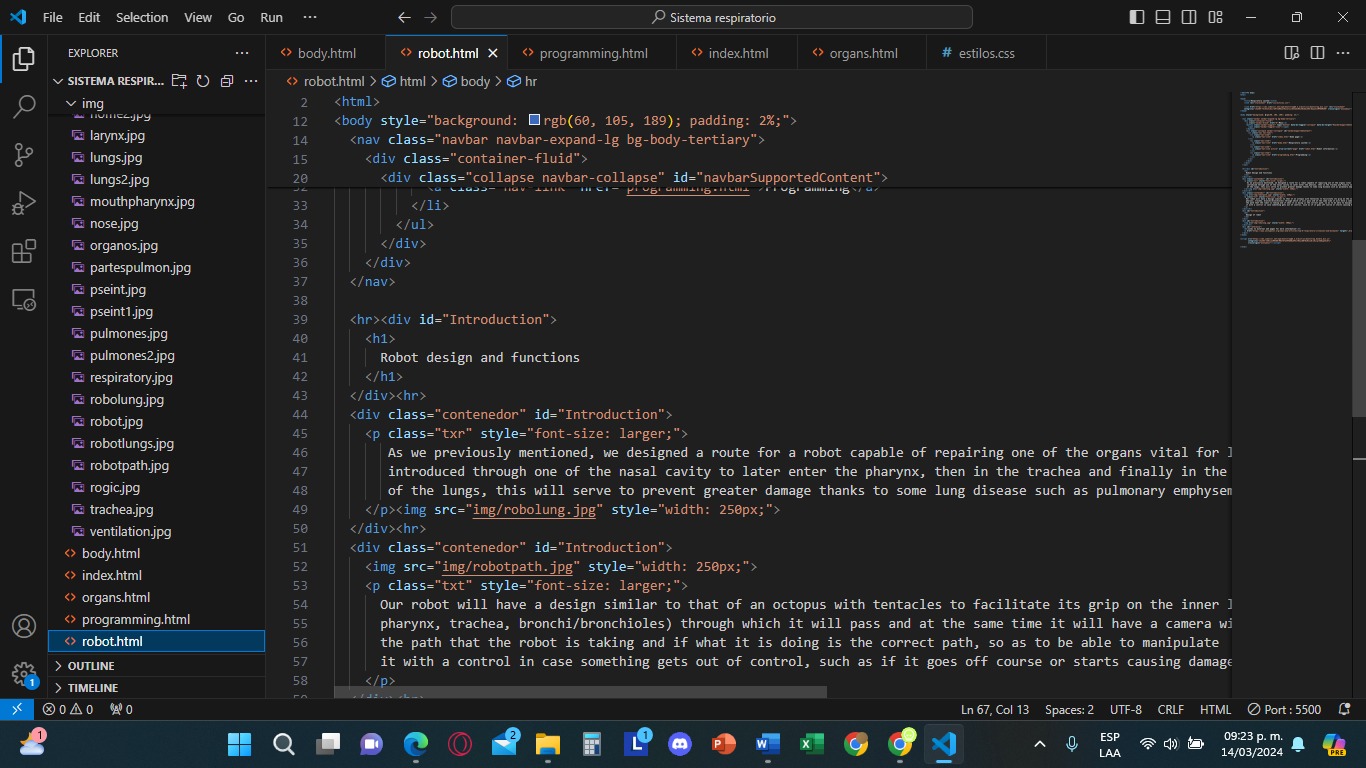 File Edit Selection View Go Run ··· Sistema respiratorio
EXPLORER ···
SISTEMA RESPIR...
img
home2.jpg
larynx.jpg
lungs.jpg
lungs2.jpg
mouthpharynx.jpg
nose.jpg
organos.jpg
partespulmon.jpg
pseint.jpg
pseint1.jpg
pulmones.jpg
pulmones2.jpg
respiratory.jpg
robolung.jpg
robot.jpg
robotlungs.jpg
robotpath.jpg
rogic.jpg
trachea.jpg
ventilation.jpg
body.html
index.html
organs.html
programming.html
robot.html
OUTLINE
TIMELINE
body.html robot.html programming.html index.html organs.html # estilos.css
robot.html > html > body > hr
2 <html>
12 <body style="background: rgb(60, 105, 189); padding: 2%;">
14 <nav class="navbar navbar-expand-lg bg-body-tertiary">
15 <div class="container-fluid">
20 <div class="collapse navbar-collapse" id="navbarSupportedContent">
32 <a class="nav-link" href="programming.html">Programming</a>
33 </li>
34 </ul>
35 </div>
36 </div>
37 </nav>
38
39 <hr><div id="Introduction">
40 <h1>
41 Robot design and functions
42 </h1>
43 </div><hr>
44 <div class="contenedor" id="Introduction">
45 <p class="txr" style="font-size: larger;">
46 As we previously mentioned, we designed a route for a robot capable of repairing one of the organs vital for
47 introduced through one of the nasal cavity to later enter the pharynx, then in the trachea and finally in the
48 of the lungs, this will serve to prevent greater damage thanks to some lung disease such as pulmonary emphysem
49 </p><img src="img/robolung.jpg" style="width: 250px;">
50 </div><hr>
51 <div class="contenedor" id="Introduction">
52 <img src="img/robotpath.jpg" style="width: 250px;">
53 <p class="txt" style="font-size: larger;">
54 Our robot will have a design similar to that of an octopus with tentacles to facilitate its grip on the inner
55 pharynx, trachea, bronchi/bronchioles) through which it will pass and at the same time it will have a camera wi
56 the path that the robot is taking and if what it is doing is the correct path, so as to be able to manipulate
57 it with a control in case something gets out of control, such as if it goes off course or starts causing damage
58 </p>
59 </div><hr>
0 0 0 Ln 67, Col 13 Spaces: 2 UTF-8 CRLF HTML Port : 5500
1
1 2 1 ESP
LAA
09:23 p. m.
14/03/2024
PRE